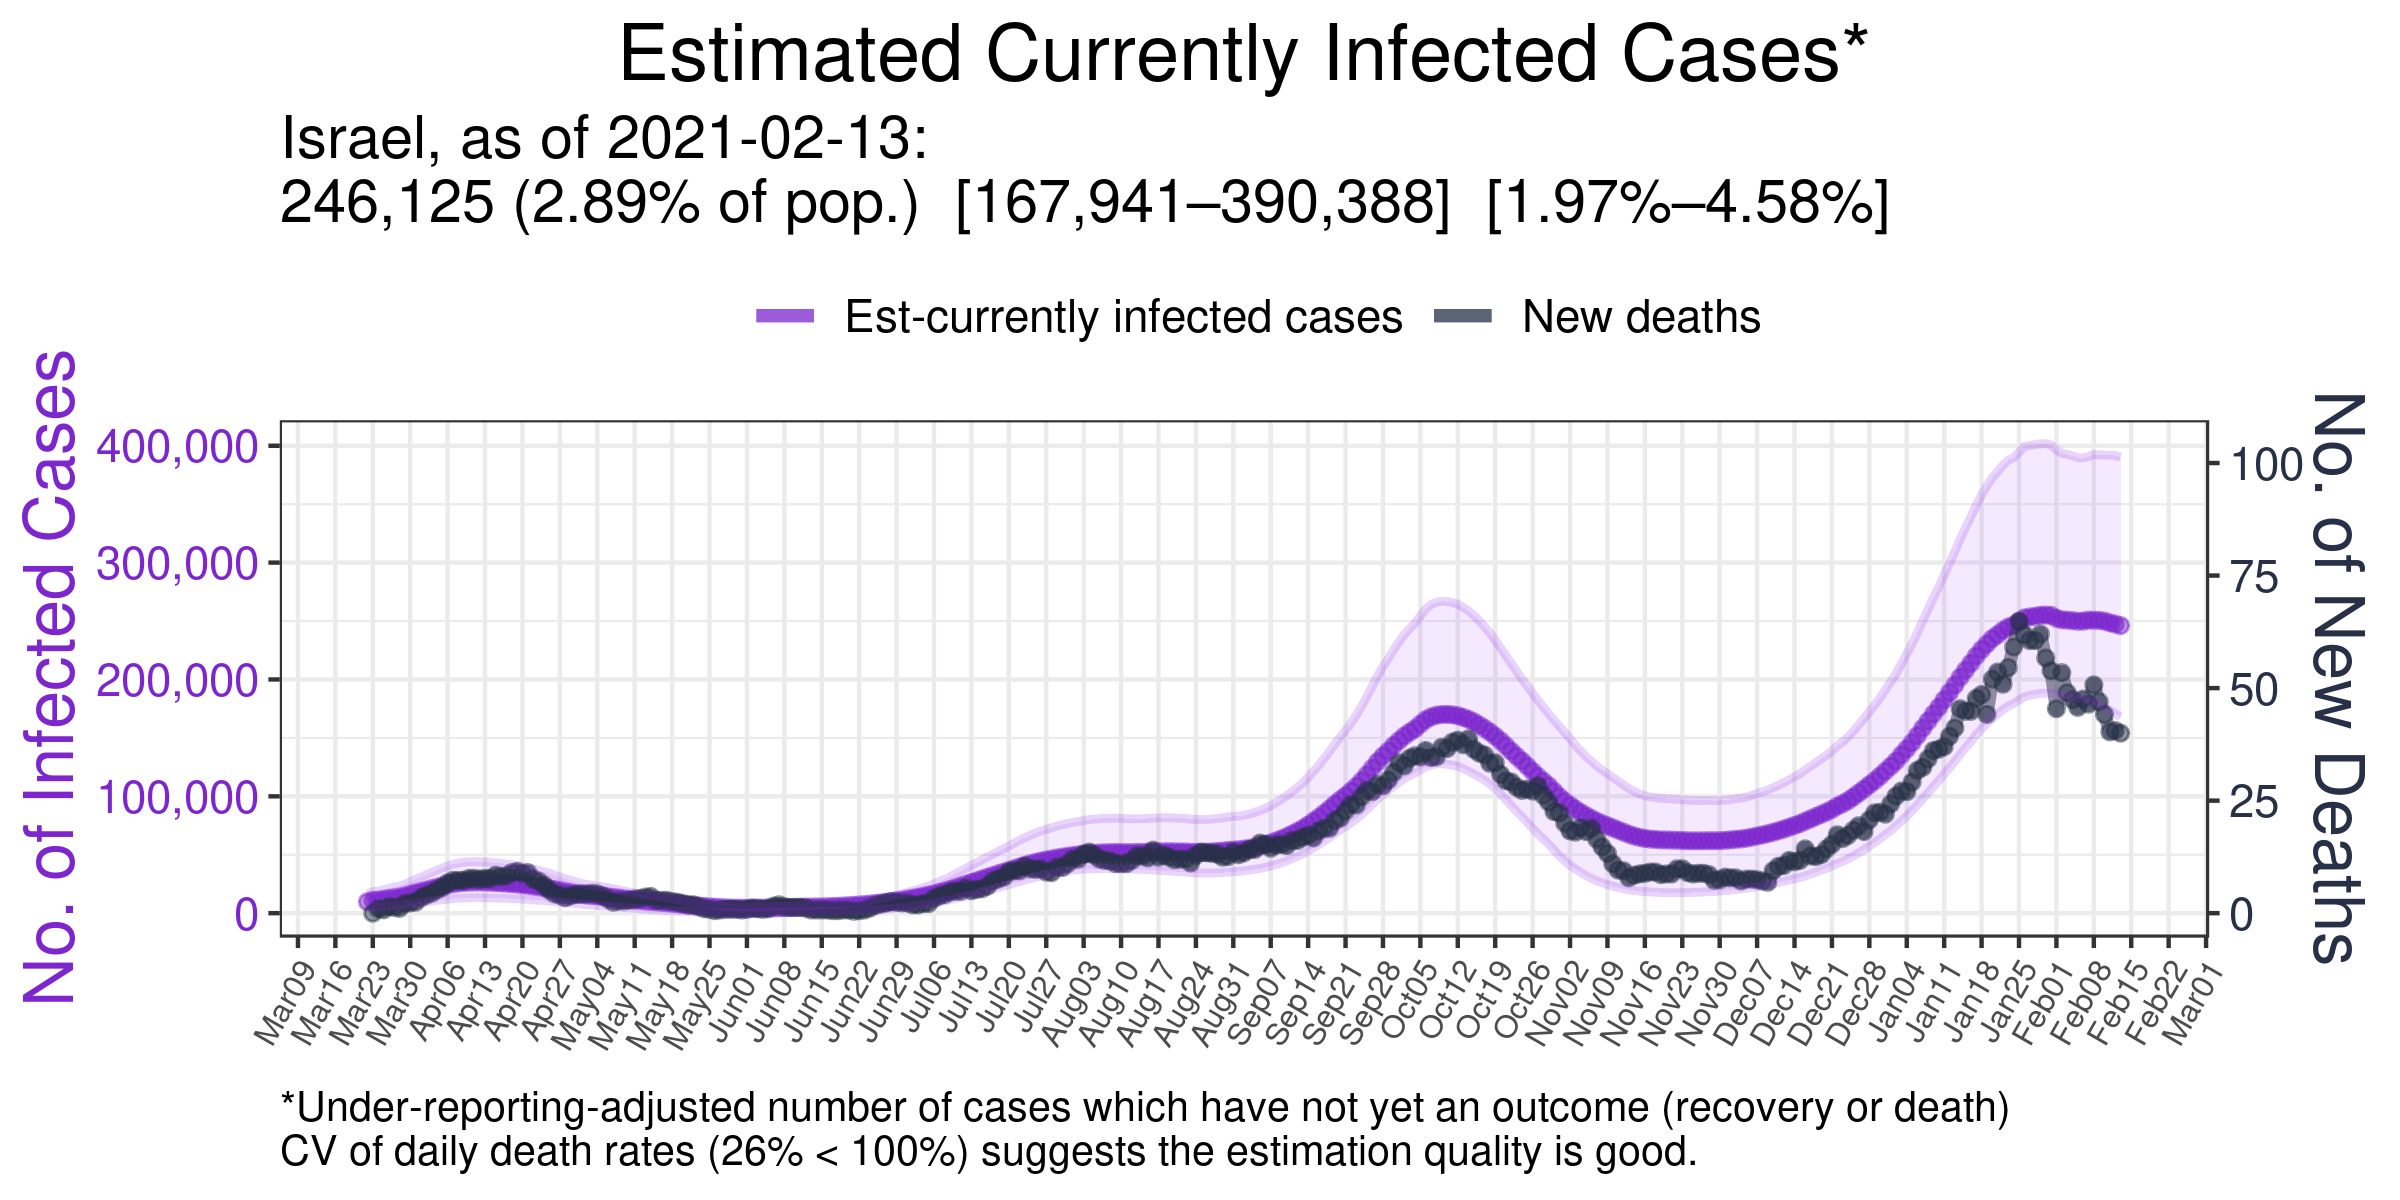 Estimated Currently Infected Cases*
Israel, as of 2021-02-13:
246,125 (2.89% of pop.)  [167,941–390,388]  [1.97%–4.58%]
Est-currently infected cases
New deaths
No. of Infected Cases
400,000
300,000
200,000
100,000
0
100
75
50
25
0
No. of New Deaths
Mar09
Mar16
Mar23
Mar30
Apr06
Apr13
Apr20
Apr27
May04
May11
May18
May25
Jun01
Jun08
Jun15
Jun22
Jun29
Jul06
Jul13
Jul20
Jul27
Aug03
Aug10
Aug17
Aug24
Aug31
Sep07
Sep14
Sep21
Sep28
Oct05
Oct12
Oct19
Oct26
Nov02
Nov09
Nov16
Nov23
Nov30
Dec07
Dec14
Dec21
Dec28
Jan04
Jan11
Jan18
Jan25
Feb01
Feb08
Feb15
Feb22
Mar01
*Under-reporting-adjusted number of cases which have not yet an outcome (recovery or death)
CV of daily death rates (26% < 100%) suggests the estimation quality is good.